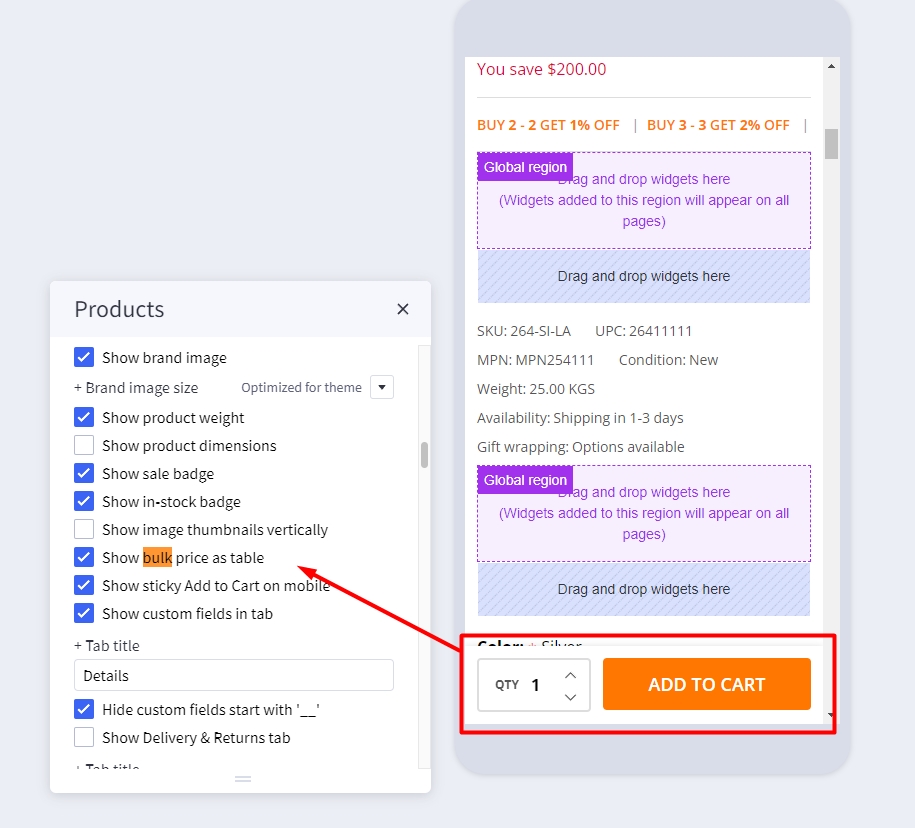 Products
Show brand image
+ Brand image size Optimized for theme
Show product weight
Show product dimensions
Show sale badge
Show in-stock badge
Show image thumbnails vertically
Show bulk price as table
Show sticky Add to Cart on mobile
Show custom fields in tab
+ Tab title
Details
Hide custom fields start with '__'
Show Delivery & Returns tab
+ Tab title
You save $200.00
BUY 2 - 2 GET 1% OFF | BUY 3 - 3 GET 2% OFF |
Global region
Drag and drop widgets here
(Widgets added to this region will appear on all
pages)
Drag and drop widgets here
SKU: 264-SI-LA UPC: 26411111
MPN: MPN254111 Condition: New
Weight: 25.00 KGS
Availability: Shipping in 1-3 days
Gift wrapping: Options available
Global region
Drag and drop widgets here
(Widgets added to this region will appear on all
pages)
Drag and drop widgets here
Color: * Silver
QTY 1 ADD TO CART